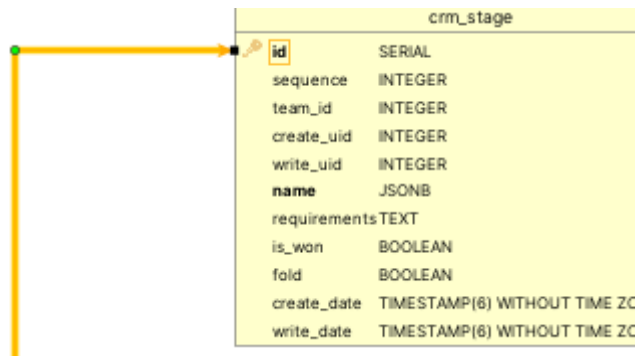 crm_stage
id SERIAL
sequence INTEGER
team_id INTEGER
create_uid INTEGER
write_uid INTEGER
name JSONB
requirements TEXT
is_won BOOLEAN
fold BOOLEAN
create_date TIMESTAMP(6) WITHOUT TIME ZO
write_date TIMESTAMP(6) WITHOUT TIME ZO